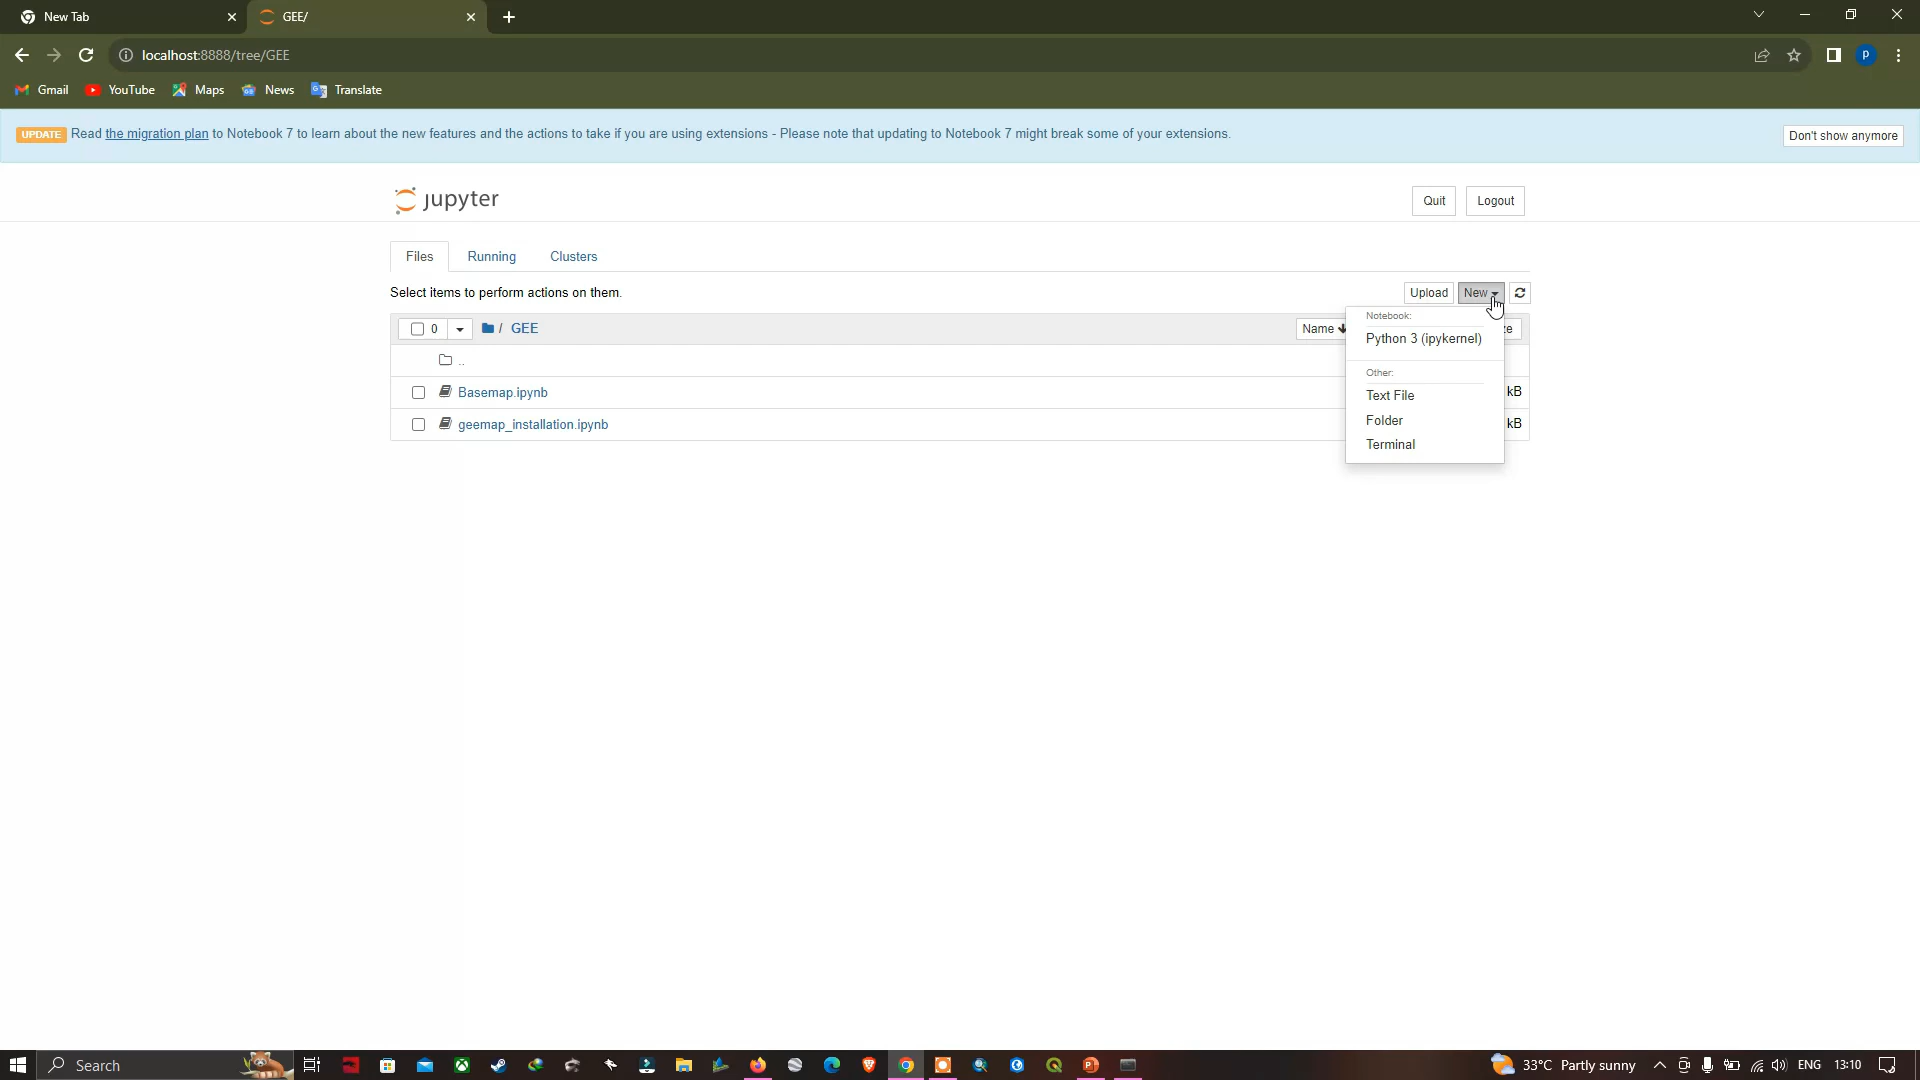 New Tab
GEE/
localhost:8888/tree/GEE
p
Gmail
YouTube
Maps
News
Translate
UPDATE Read the migration plan to Notebook 7 to learn about the new features and the actions to take if you are using extensions - Please note that updating to Notebook 7 might break some of your extensions.
Don't show anymore
jupyter
Quit
Logout
Files
Running
Clusters
Select items to perform actions on them.
Upload
New
0
/ GEE
Name
ze
Notebook:
Python 3 (ipykernel)
Other:
Text File
Folder
Terminal
..
Basemap.ipynb
kB
geemap_installation.ipynb
kB
Search
33°C Partly sunny
ENG
13:10